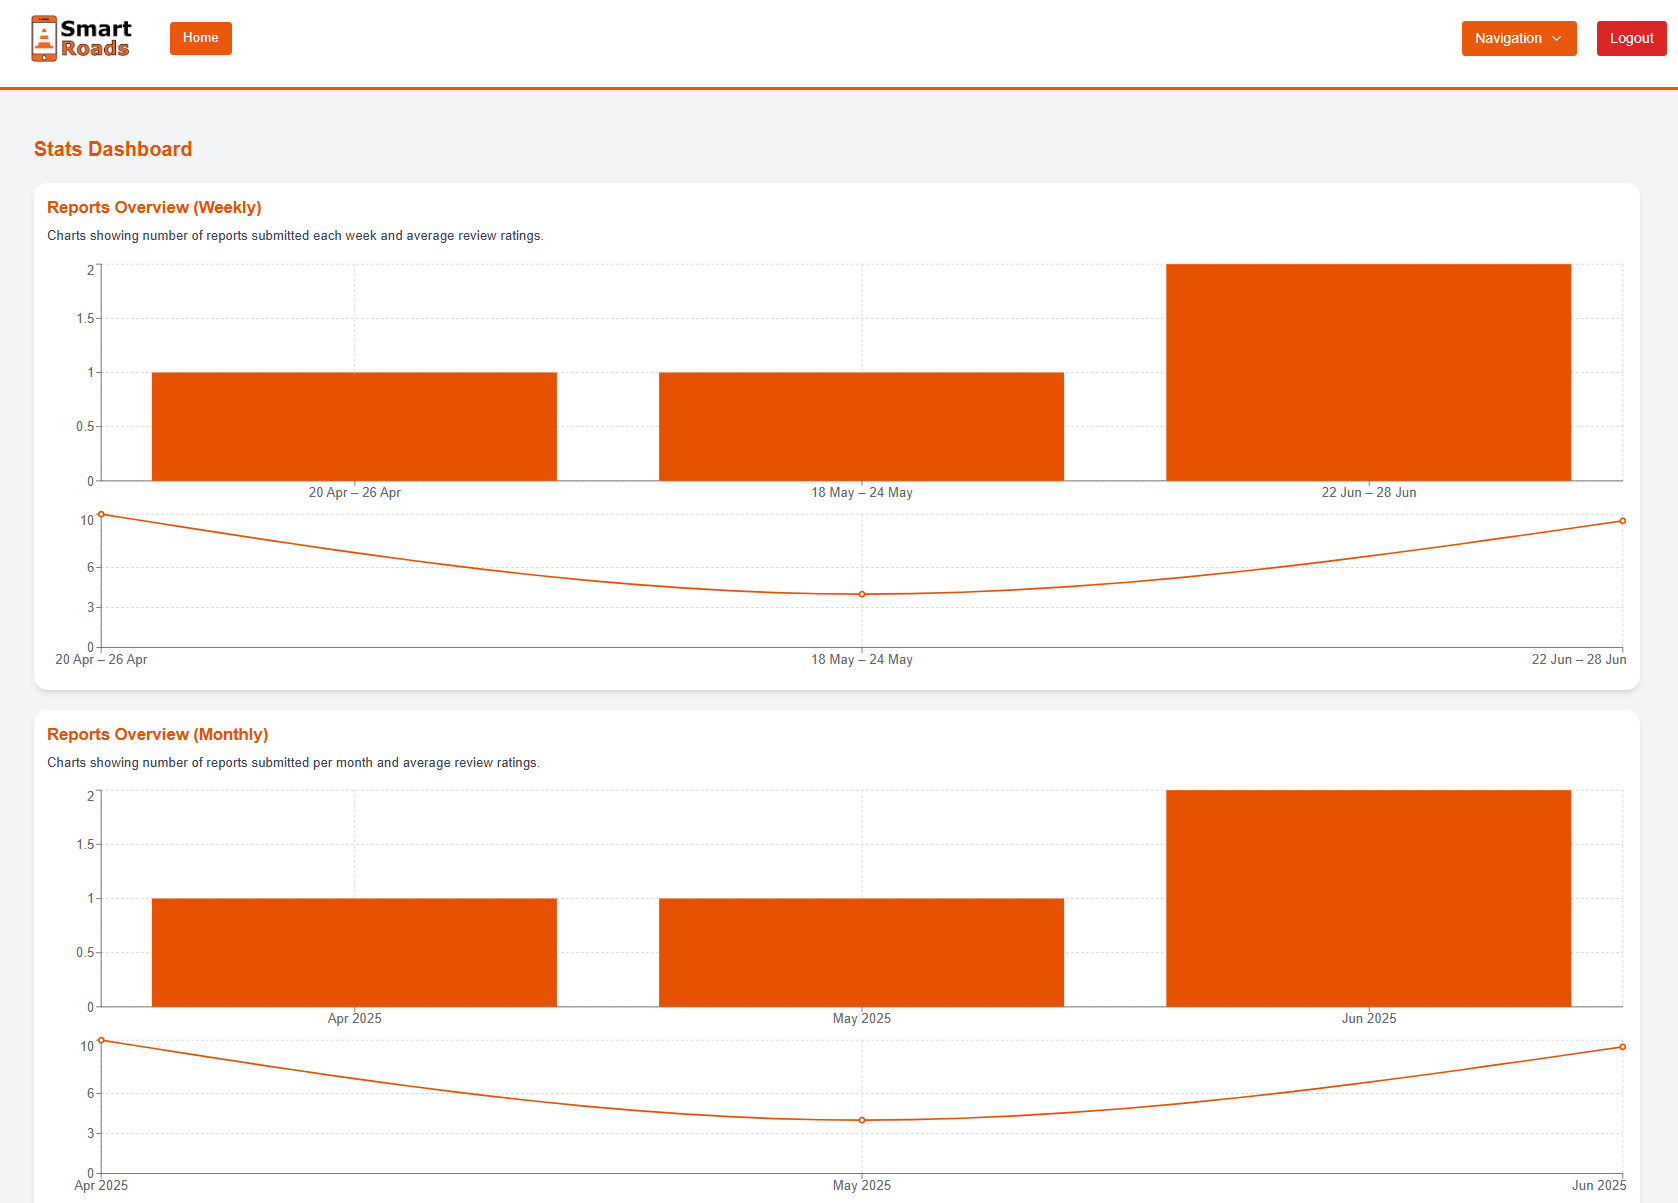 Smart
Roads
Home
Navigation
Logout
Stats Dashboard
Reports Overview (Weekly)
Charts showing number of reports submitted each week and average review ratings.
2
1.5
1
0.5
0
20 Apr – 26 Apr
18 May – 24 May
22 Jun – 28 Jun
10
6
3
0
20 Apr – 26 Apr
18 May – 24 May
22 Jun – 28 Jun
Reports Overview (Monthly)
Charts showing number of reports submitted per month and average review ratings.
2
1.5
1
0.5
0
Apr 2025
May 2025
Jun 2025
10
6
3
0
Apr 2025
May 2025
Jun 2025